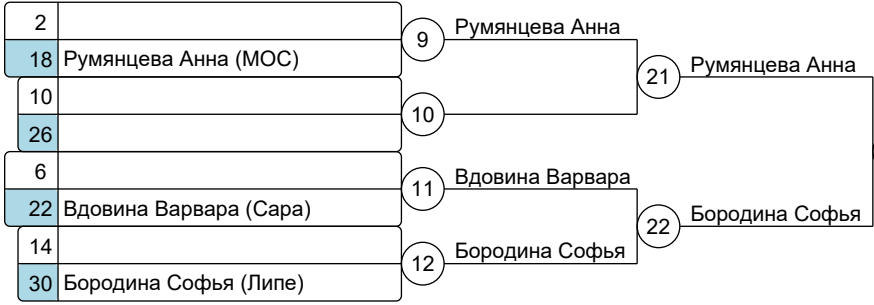 2
9
Румянцева Анна
18 Румянцева Анна (МОС)
21
Румянцева Анна
10
10
26
6
11
Вдовина Варвара
22 Вдовина Варвара (Сара)
22
Бородина Софья
14
12
Бородина Софья
30 Бородина Софья (Липе)